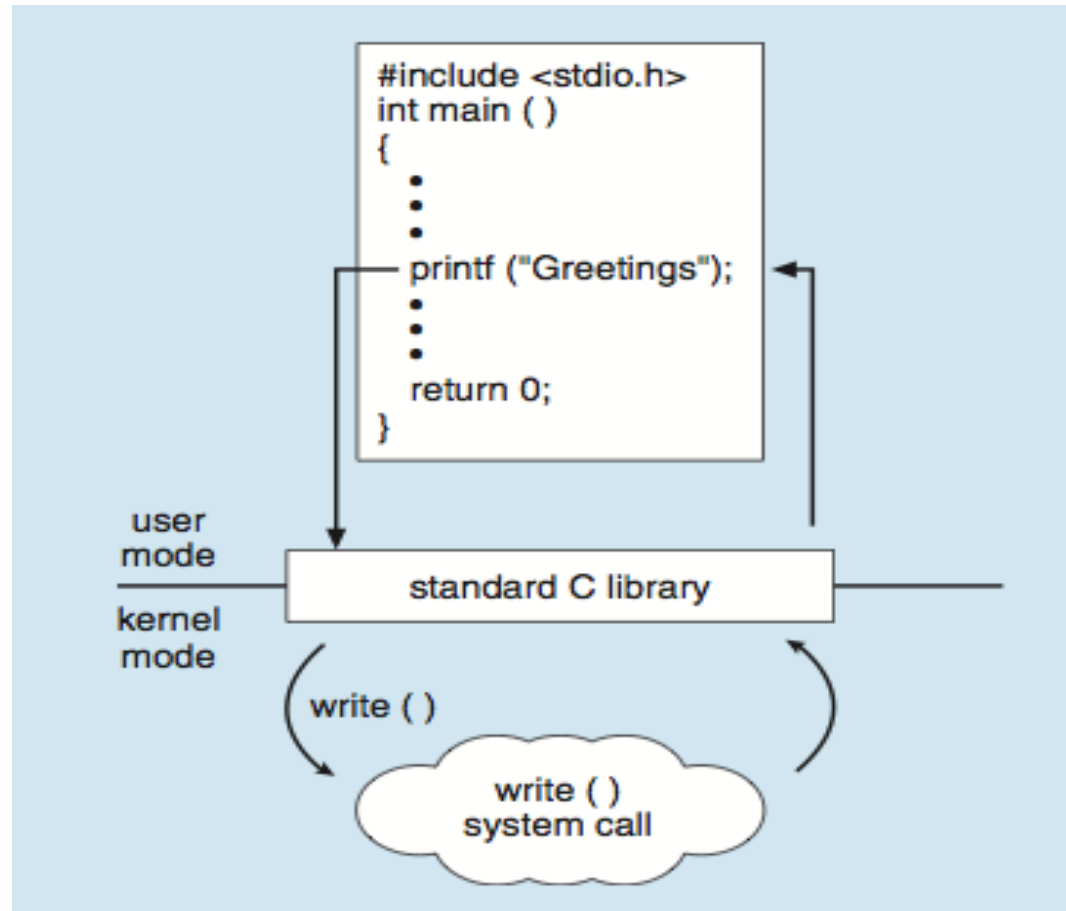 #include <stdio.h>
int main ( )
{
•
•
•
printf ("Greetings");
•
•
•
return 0;
}
user
mode
standard C library
kernel
mode
write ( )
write ( )
system call